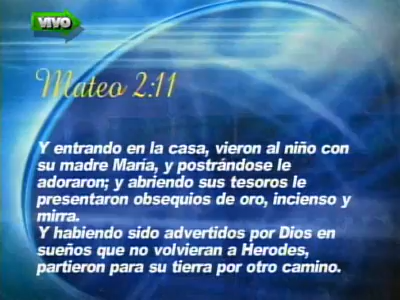 VIVO
Mateo 2:11
Y entrando en la casa, vieron al niño con
su madre María, y postrándose le
adoraron; y abriendo sus tesoros le
presentaron obsequios de oro, incienso y
mirra.
Y habiendo sido advertidos por Dios en
sueños que no volvieran a Herodes,
partieron para su tierra por otro camino.